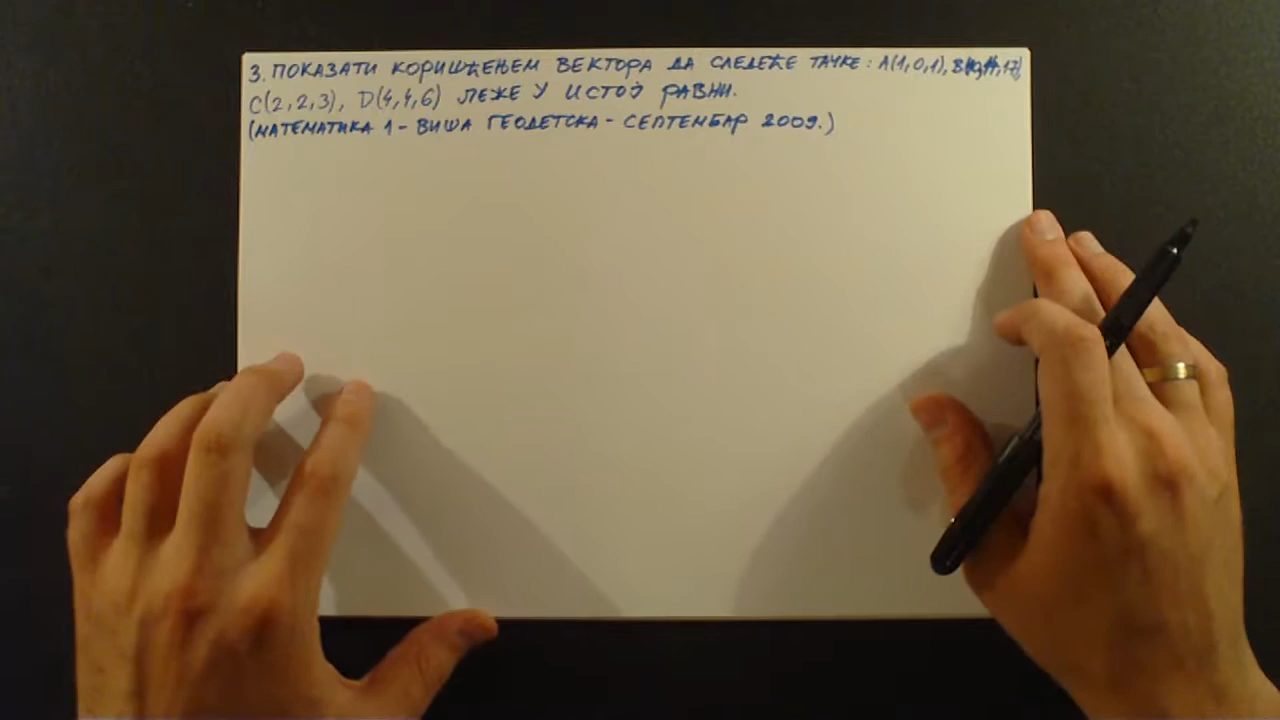 3. ПОКАЗАТИ КОРИШЋЕЊЕМ ВЕКТОРА ДА СЛЕДЕЋЕ ТАЧКЕ: A(1,0,1),
C(2,2,3), D(4,4,6) ЛЕЖЕ У ИСТОЈ РАВНИ.
(МАТЕМАТИКА 1 - ВИША ГЕОДЕТСКА - СЕПТЕМБАР 2009.)